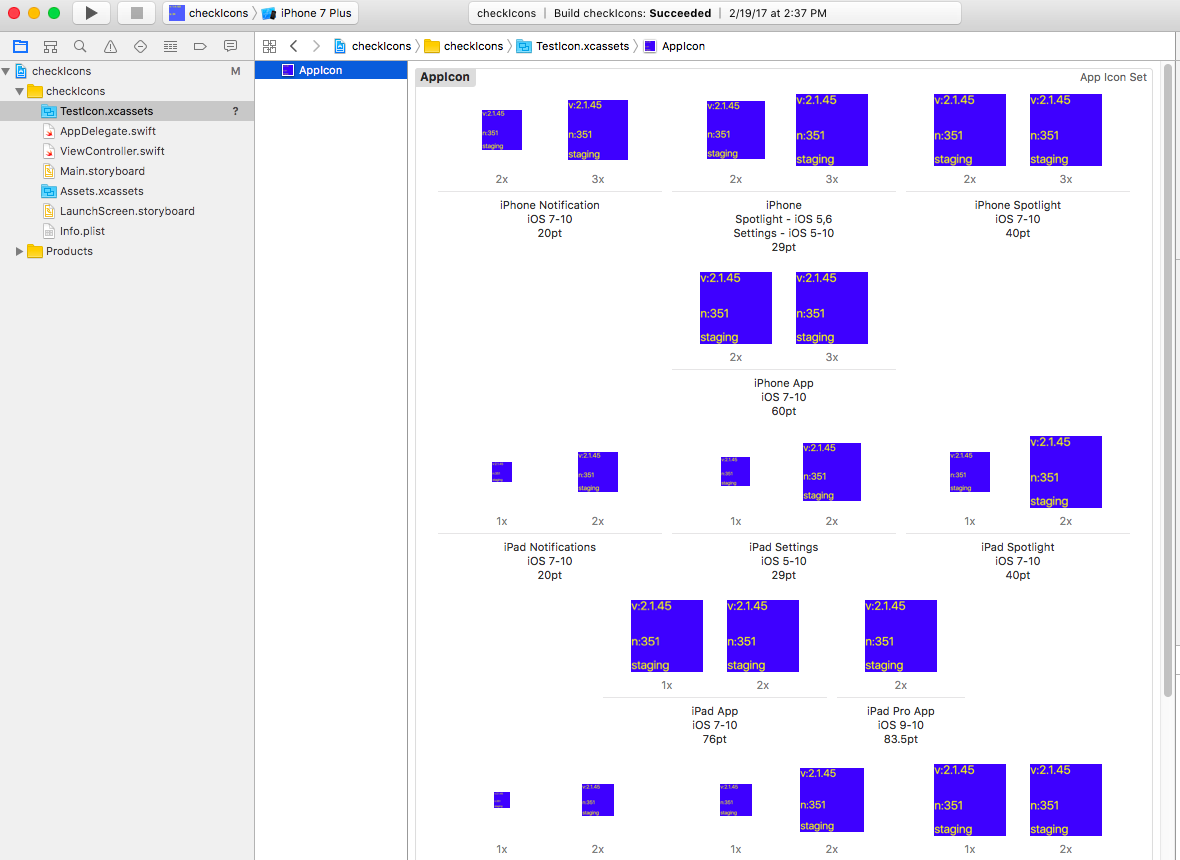 checkIcons iPhone 7 Plus
checkIcons | Build checkIcons: Succeeded | 2/19/17 at 2:37 PM
checkIcons checkIcons TestIcon.xcassets AppIcon
checkIcons M
checkIcons
TestIcon.xcassets ?
AppDelegate.swift
ViewController.swift
Main.storyboard
Assets.xcassets
LaunchScreen.storyboard
Info.plist
Products
AppIcon
AppIcon
App Icon Set
v:2.1.45
n:351
staging
v:2.1.45
n:351
staging
2x 3x
iPhone Notification
iOS 7-10
20pt
v:2.1.45
n:351
staging
v:2.1.45
n:351
staging
2x 3x
iPhone
Spotlight - iOS 5,6
Settings - iOS 5-10
29pt
v:2.1.45
n:351
staging
v:2.1.45
n:351
staging
2x 3x
iPhone Spotlight
iOS 7-10
40pt
v:2.1.45
n:351
staging
v:2.1.45
n:351
staging
2x 3x
iPhone App
iOS 7-10
60pt
v:2.1.45
n:351
staging
1x 2x
iPad Notifications
iOS 7-10
20pt
v:2.1.45
n:351
staging
v:2.1.45
n:351
staging
1x 2x
iPad Settings
iOS 5-10
29pt
v:2.1.45
n:351
staging
v:2.1.45
n:351
staging
1x 2x
iPad Spotlight
iOS 7-10
40pt
v:2.1.45
n:351
staging
v:2.1.45
n:351
staging
1x 2x
iPad App
iOS 7-10
76pt
v:2.1.45
n:351
staging
2x
iPad Pro App
iOS 9-10
83.5pt
v:2.1.45
n:351
staging
1x 2x
v:2.1.45
n:351
staging
v:2.1.45
n:351
staging
1x 2x
v:2.1.45
n:351
staging
v:2.1.45
n:351
staging
1x 2x